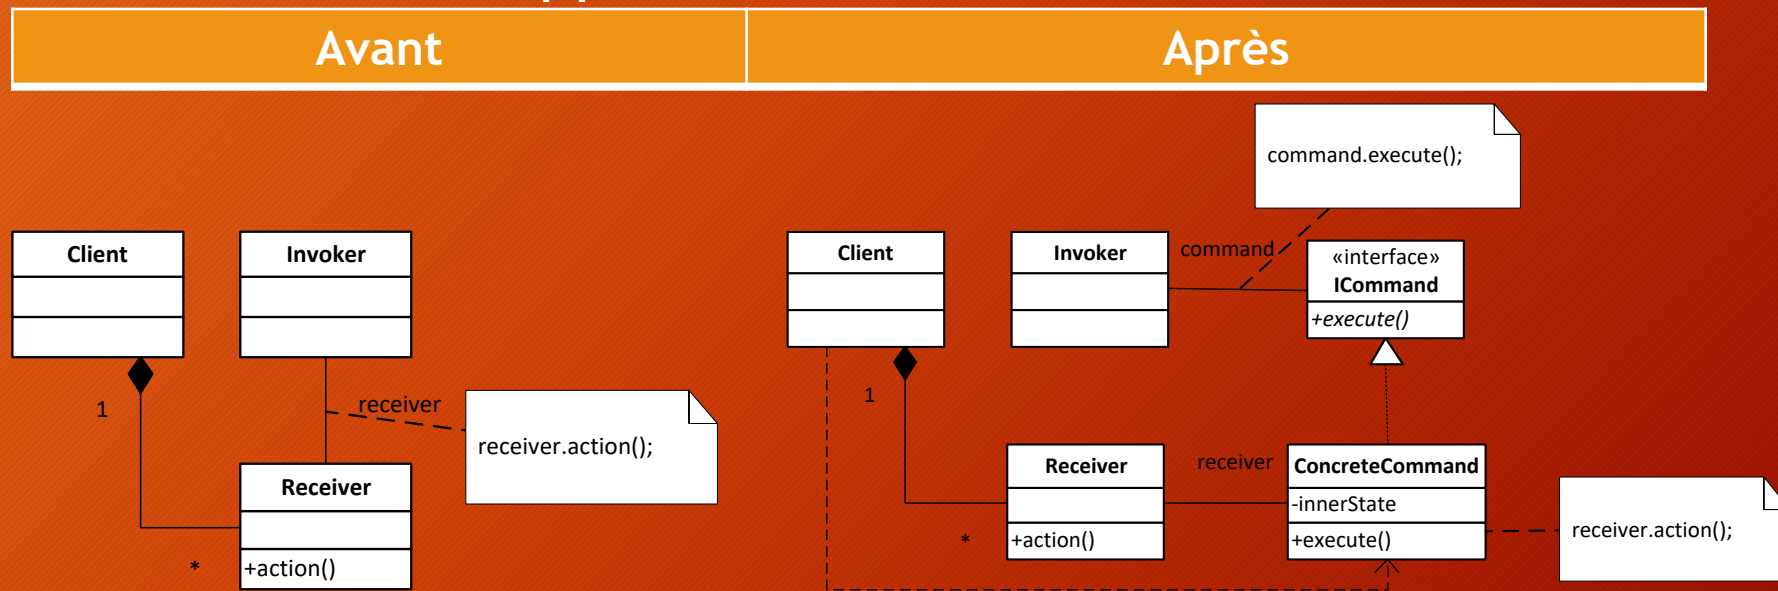 Avant
Après
Client
Invoker
1
receiver
receiver.action();
Receiver
*
+action()
command.execute();
Client
Invoker
command
«interface»
ICommand
+execute()
1
Receiver
receiver
ConcreteCommand
-innerState
*
+action()
+execute()
receiver.action();